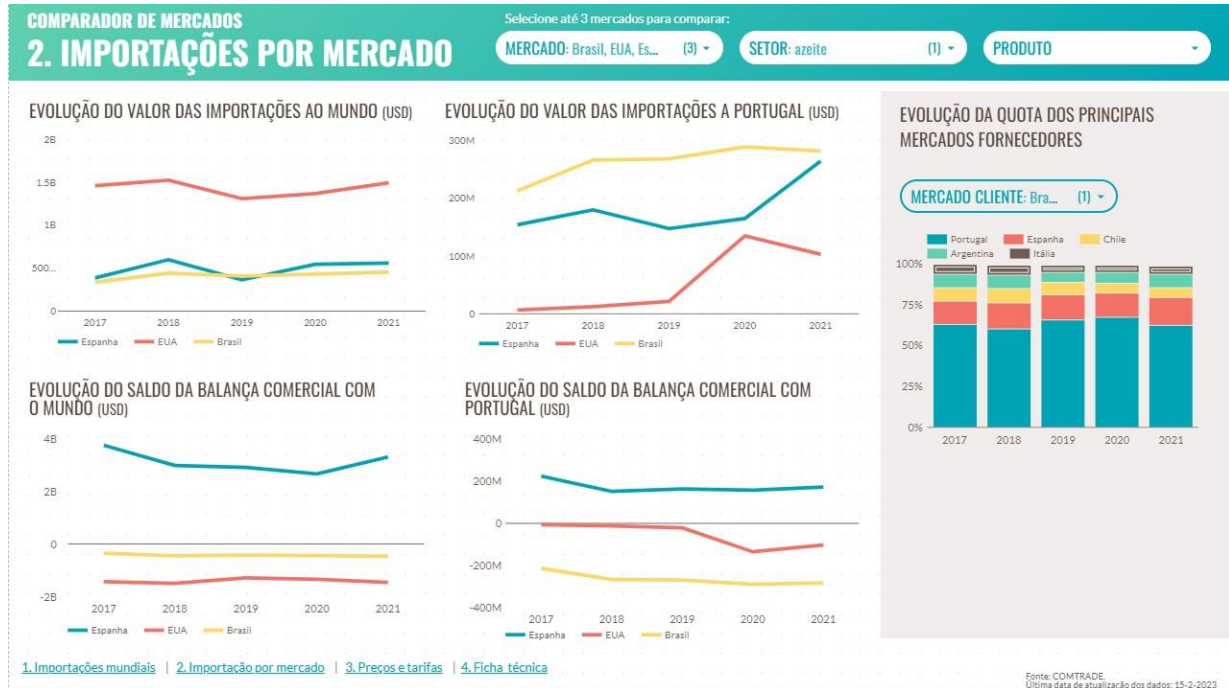 COMPARADOR DE MERCADOS
2. IMPORTAÇÕES POR MERCADO
Selecione até 3 mercados para comparar:
MERCADO: Brasil, EUA, Es... (3)
SETOR: azeite (1)
PRODUTO
EVOLUÇÃO DO VALOR DAS IMPORTAÇÕES AO MUNDO (USD)
2B
1.5B
1B
500...
0
2017 2018 2019 2020 2021
Espanha EUA Brasil
EVOLUÇÃO DO VALOR DAS IMPORTAÇÕES A PORTUGAL (USD)
300M
200M
100M
0
2017 2018 2019 2020 2021
Espanha EUA Brasil
EVOLUÇÃO DO SALDO DA BALANÇA COMERCIAL COM
O MUNDO (USD)
4B
2B
0
-2B
2017 2018 2019 2020 2021
Espanha EUA Brasil
EVOLUÇÃO DO SALDO DA BALANÇA COMERCIAL COM
PORTUGAL (USD)
400M
200M
0
-200M
-400M
2017 2018 2019 2020 2021
Espanha EUA Brasil
EVOLUÇÃO DA QUOTA DOS PRINCIPAIS
MERCADOS FORNECEDORES
MERCADO CLIENTE: Bra... (1)
Portugal Espanha Chile
Argentina Itália
100%
75%
50%
25%
0%
2017 2018 2019 2020 2021
1. Importações mundiais | 2. Importação por mercado | 3. Preços e tarifas | 4. Ficha técnica
Fonte: COMTRADE.
Última data de atualização dos dados: 15-2-2023